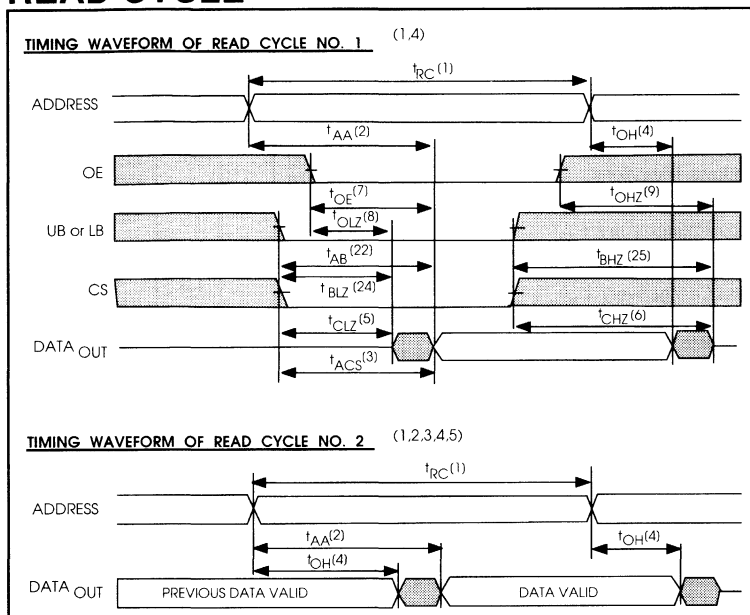 READ CYCLE
TIMING WAVEFORM OF READ CYCLE NO. 1 (1,4)
tRC(1)
ADDRESS
tAA(2)
tOH(4)
OE
tOE(7)
tOHZ(9)
tOLZ(8)
UB or LB
tAB(22)
tBHZ(25)
tBLZ(24)
CS
tCLZ(5)
tCHZ(6)
DATA OUT
tACS(3)
TIMING WAVEFORM OF READ CYCLE NO. 2 (1,2,3,4,5)
tRC(1)
ADDRESS
tAA(2)
tOH(4)
tOH(4)
DATA OUT
PREVIOUS DATA VALID
DATA VALID